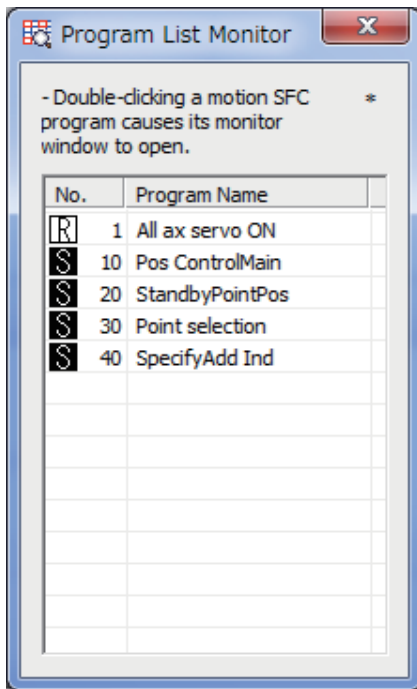 Program List Monitor
X
- Double-clicking a motion SFC *
program causes its monitor
window to open.
No. Program Name
R 1 All ax servo ON
S 10 Pos ControlMain
S 20 StandbyPointPos
S 30 Point selection
S 40 SpecifyAdd Ind